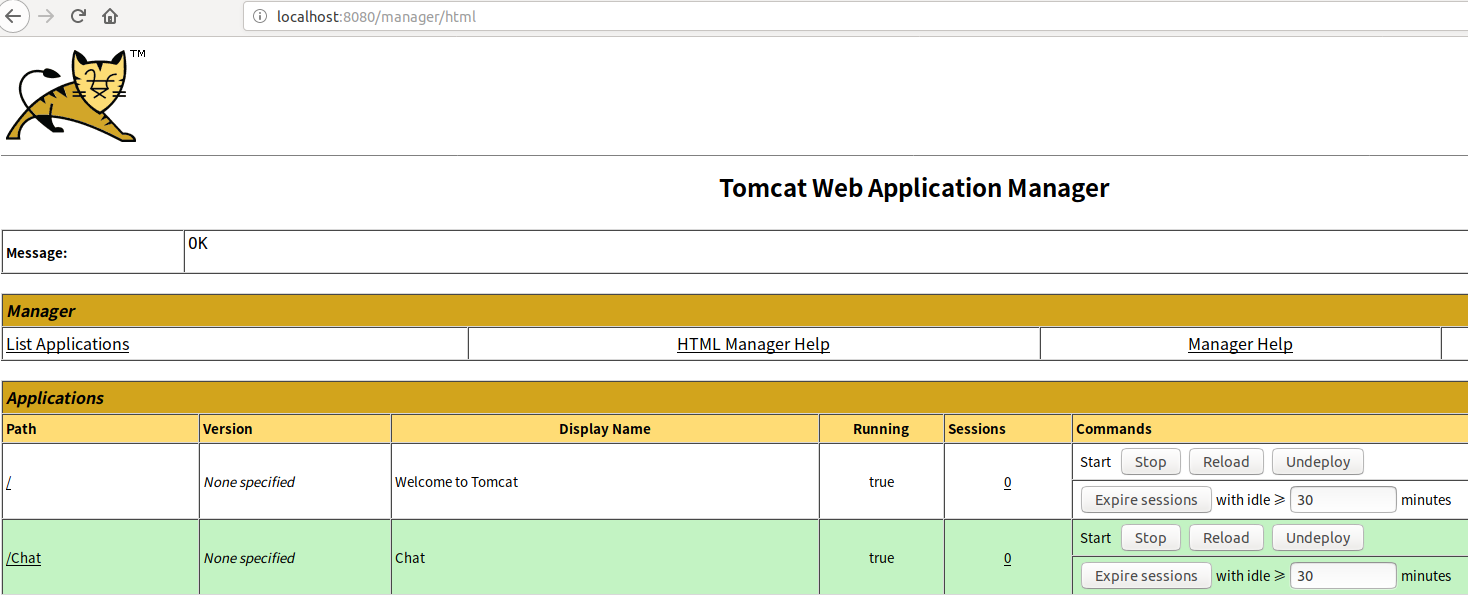 localhost:8080/manager/html
TM
Tomcat Web Application Manager
Message: OK
Manager
List Applications HTML Manager Help Manager Help
Applications
Path Version Display Name Running Sessions Commands
/ None specified Welcome to Tomcat true 0 Start Stop Reload Undeploy
Expire sessions with idle ≥ 30 minutes
/Chat None specified Chat true 0 Start Stop Reload Undeploy
Expire sessions with idle ≥ 30 minutes